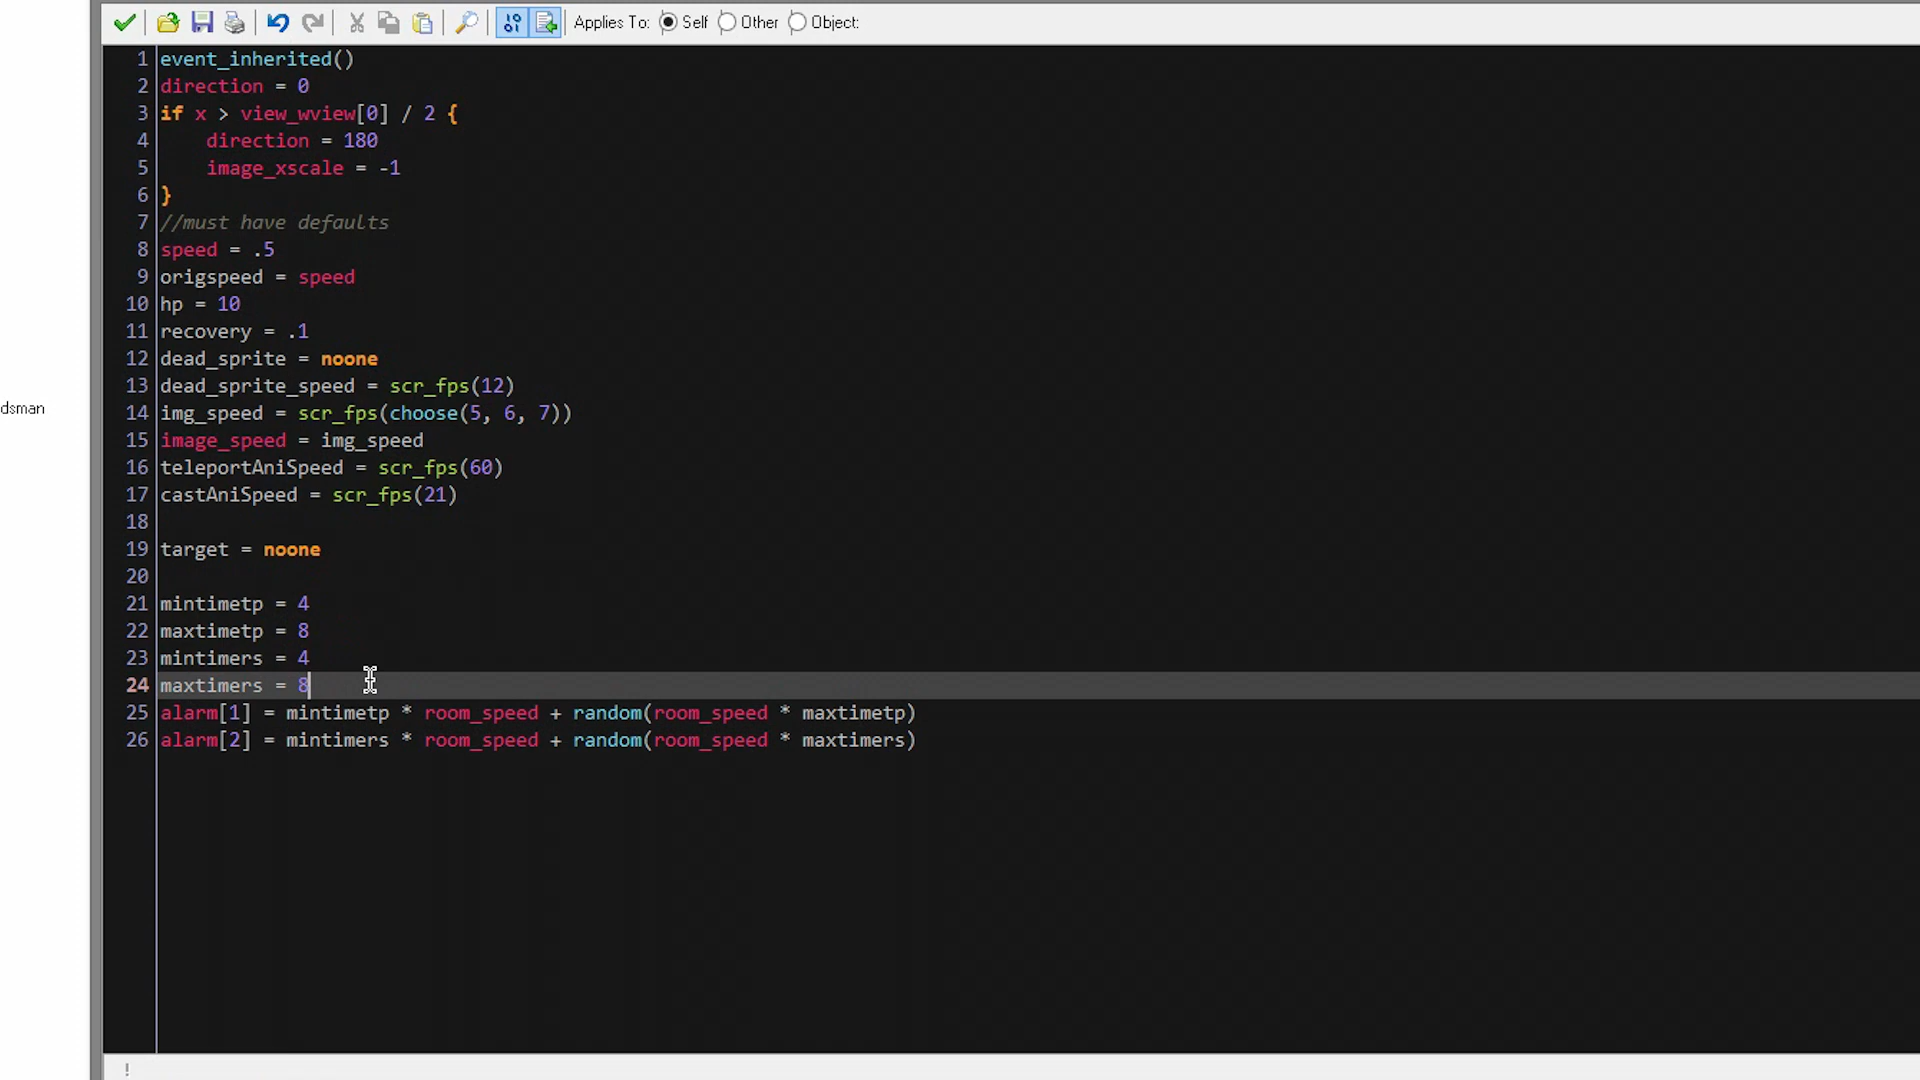 Applies To: Self Other Object:
dsman
1 event_inherited()
2 direction = 0
3 if x > view_wview[0] / 2 {
4 direction = 180
5 image_xscale = -1
6 }
7 //must have defaults
8 speed = .5
9 origspeed = speed
10 hp = 10
11 recovery = .1
12 dead_sprite = noone
13 dead_sprite_speed = scr_fps(12)
14 img_speed = scr_fps(choose(5, 6, 7))
15 image_speed = img_speed
16 teleportAniSpeed = scr_fps(60)
17 castAniSpeed = scr_fps(21)
18
19 target = noone
20
21 mintimetp = 4
22 maxtimetp = 8
23 mintimers = 4
24 maxtimers = 8
25 alarm[1] = mintimetp * room_speed + random(room_speed * maxtimetp)
26 alarm[2] = mintimers * room_speed + random(room_speed * maxtimers)
!